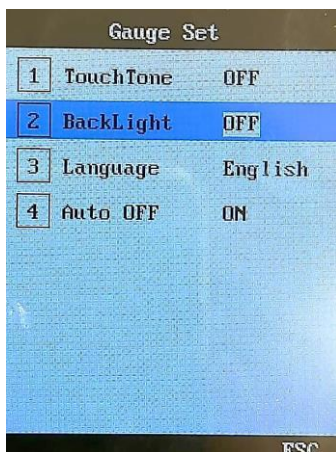 Gauge Set
1 TouchTone OFF
2 BackLight OFF
3 Language English
4 Auto OFF ON
ESC